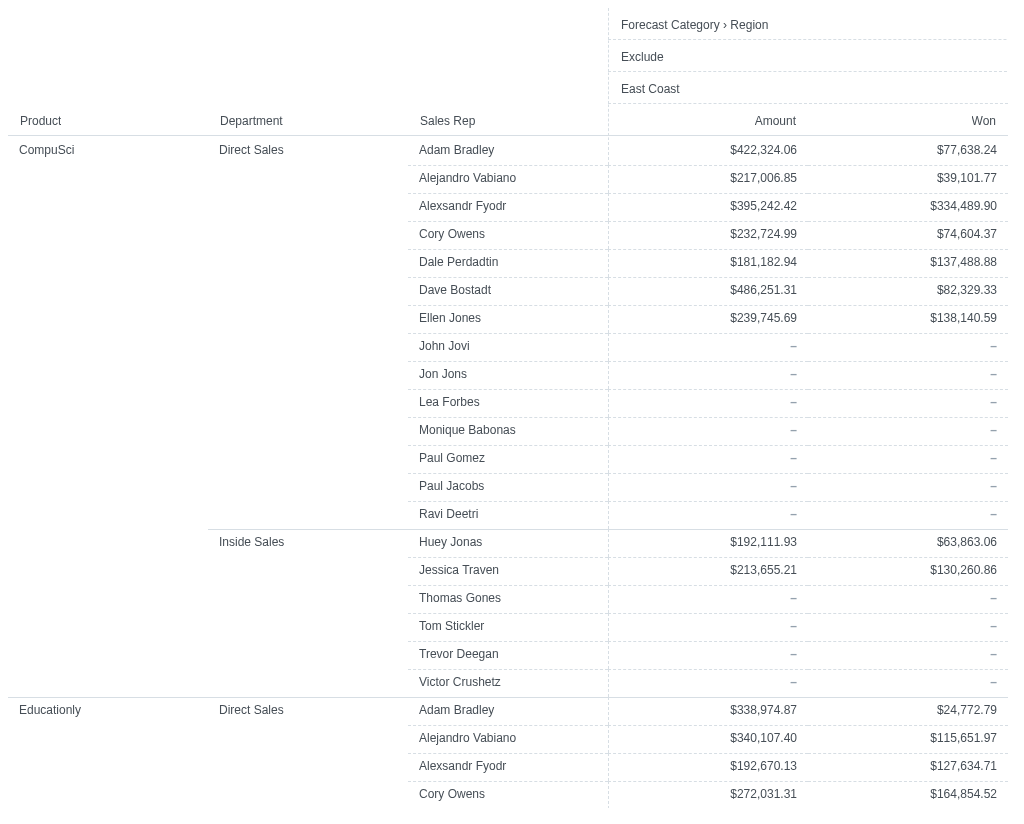 Forecast Category › Region
Exclude
East Coast
Product Department Sales Rep Amount Won
CompuSci Direct Sales Adam Bradley $422,324.06 $77,638.24
Alejandro Vabiano $217,006.85 $39,101.77
Alexsandr Fyodr $395,242.42 $334,489.90
Cory Owens $232,724.99 $74,604.37
Dale Perdadtin $181,182.94 $137,488.88
Dave Bostadt $486,251.31 $82,329.33
Ellen Jones $239,745.69 $138,140.59
John Jovi – –
Jon Jons – –
Lea Forbes – –
Monique Babonas – –
Paul Gomez – –
Paul Jacobs – –
Ravi Deetri – –
Inside Sales Huey Jonas $192,111.93 $63,863.06
Jessica Traven $213,655.21 $130,260.86
Thomas Gones – –
Tom Stickler – –
Trevor Deegan – –
Victor Crushetz – –
Educationly Direct Sales Adam Bradley $338,974.87 $24,772.79
Alejandro Vabiano $340,107.40 $115,651.97
Alexsandr Fyodr $192,670.13 $127,634.71
Cory Owens $272,031.31 $164,854.52